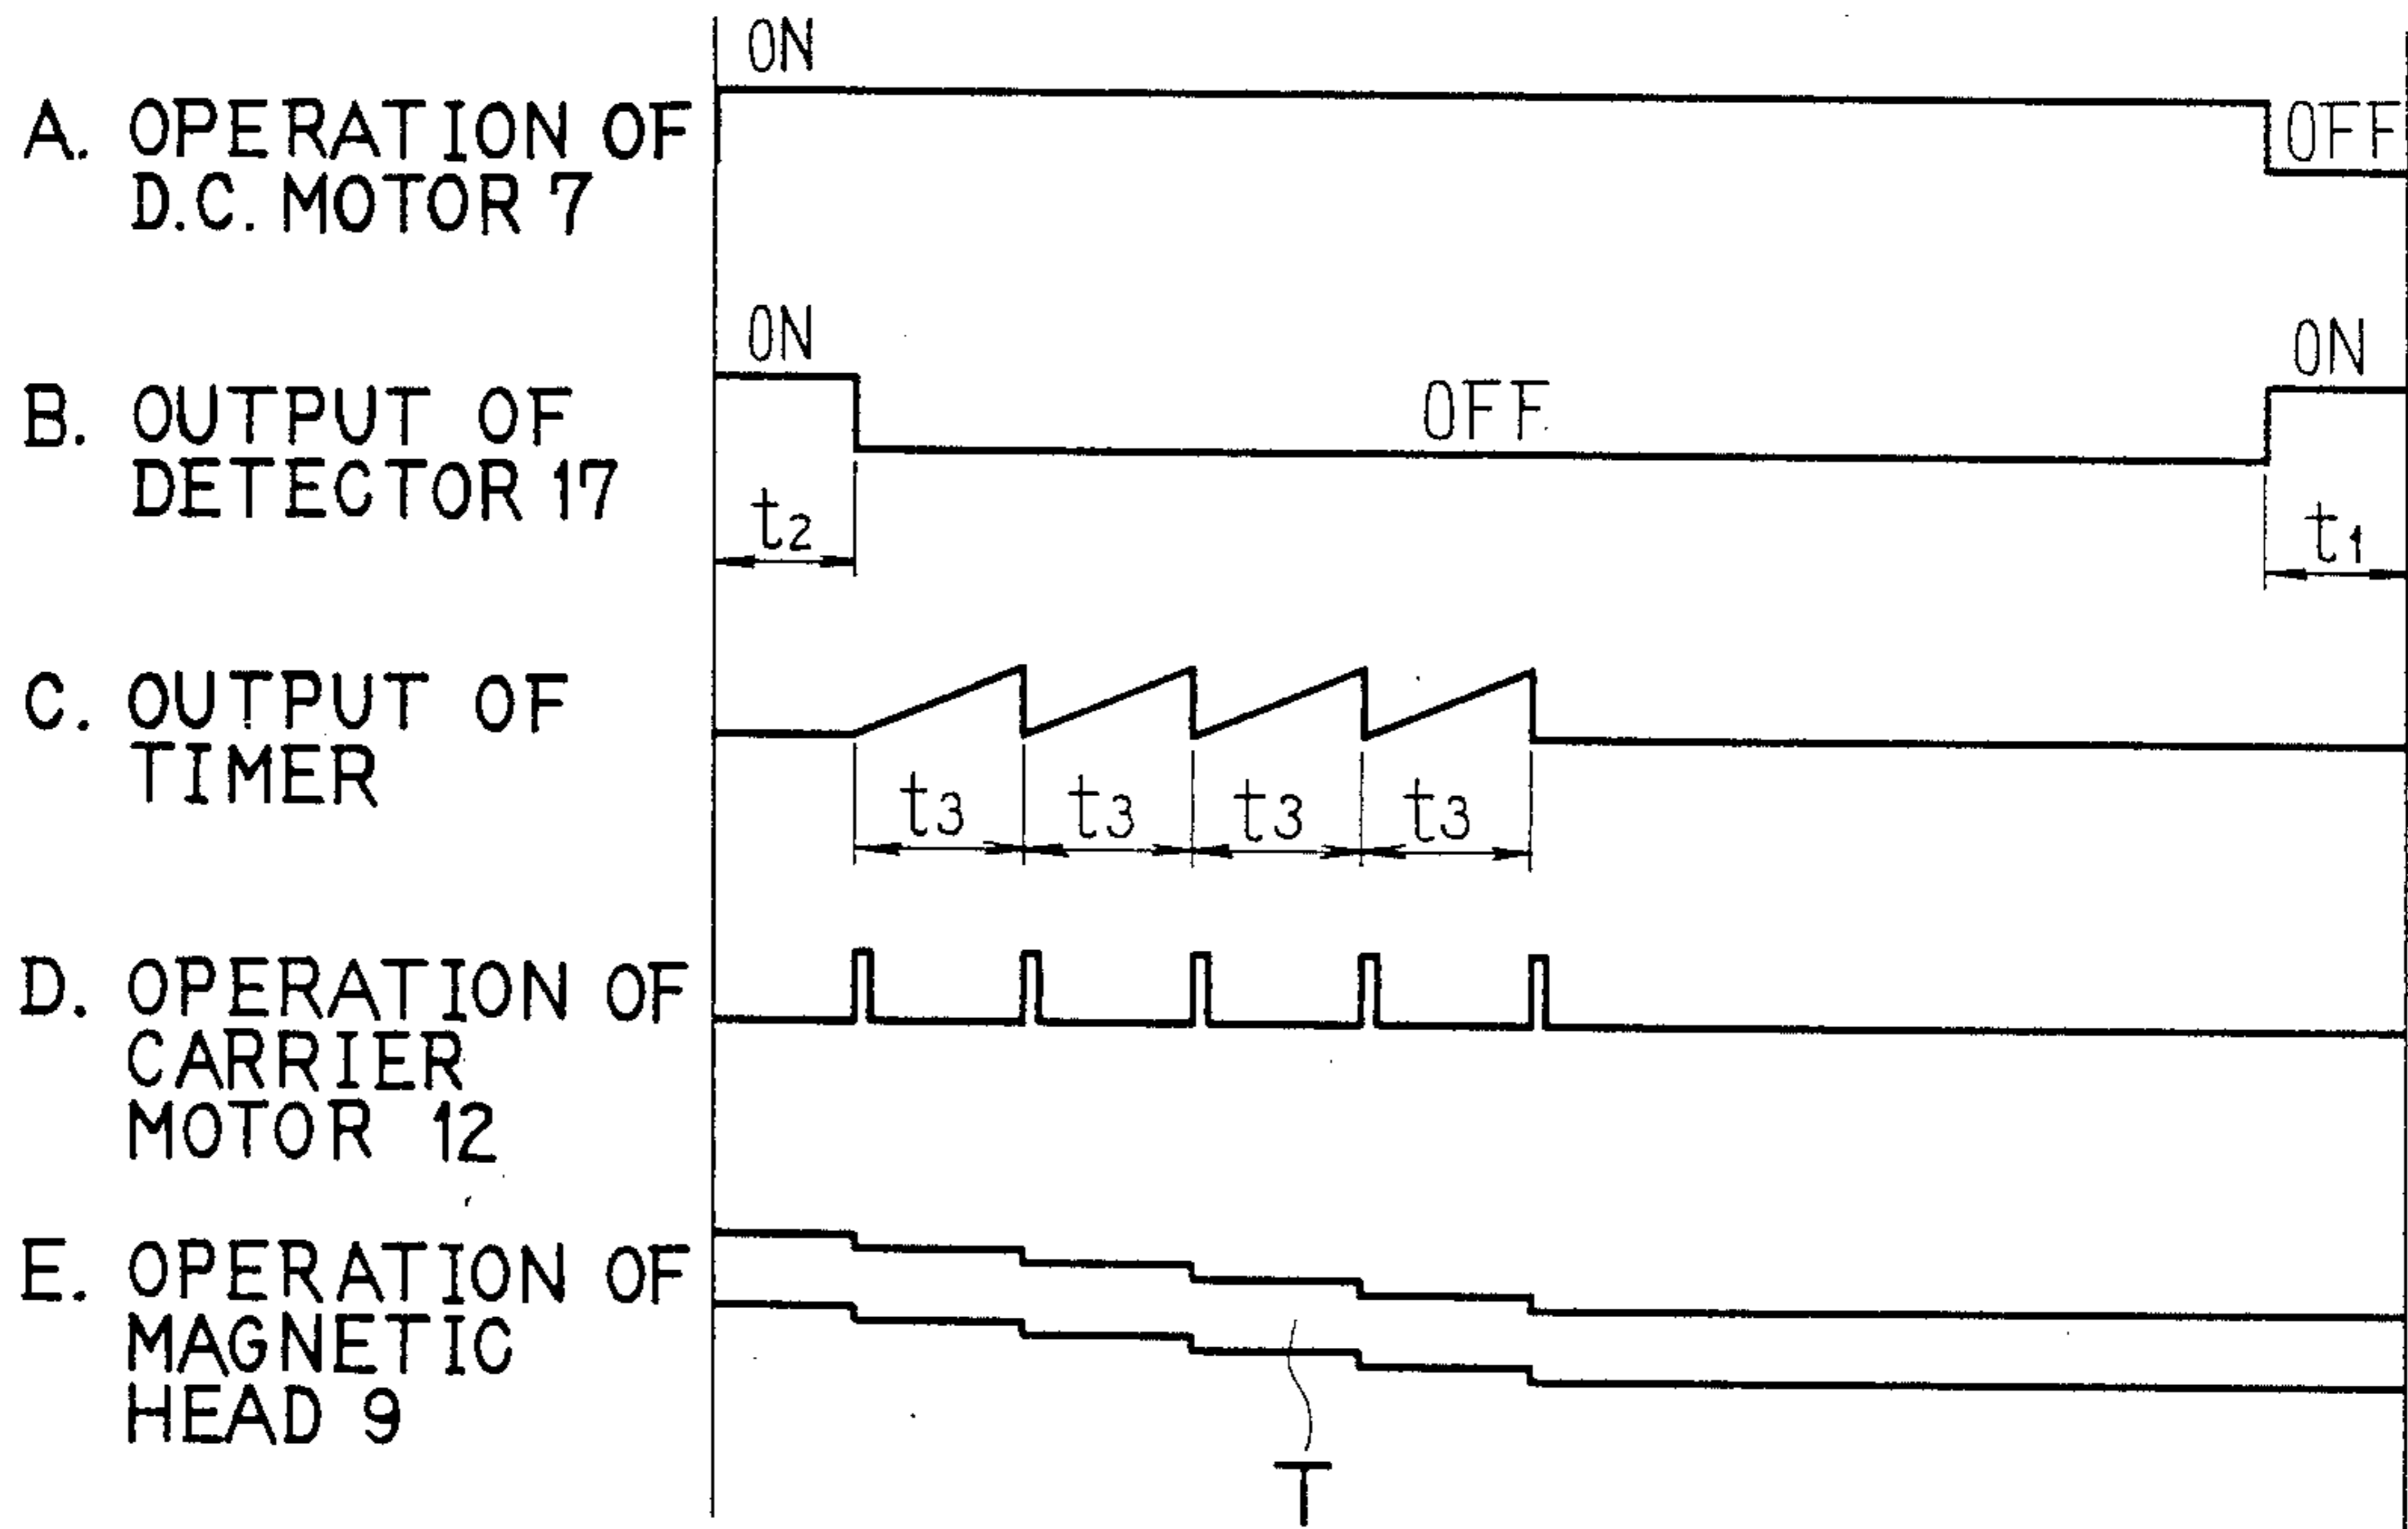 ON
A. OPERATION OF
D.C. MOTOR 7
OFF
ON
ON
B. OUTPUT OF
DETECTOR 17
OFF
t2
t1
C. OUTPUT OF
TIMER
t3 t3 t3 t3
D. OPERATION OF
CARRIER
MOTOR 12
E. OPERATION OF
MAGNETIC
HEAD 9
T